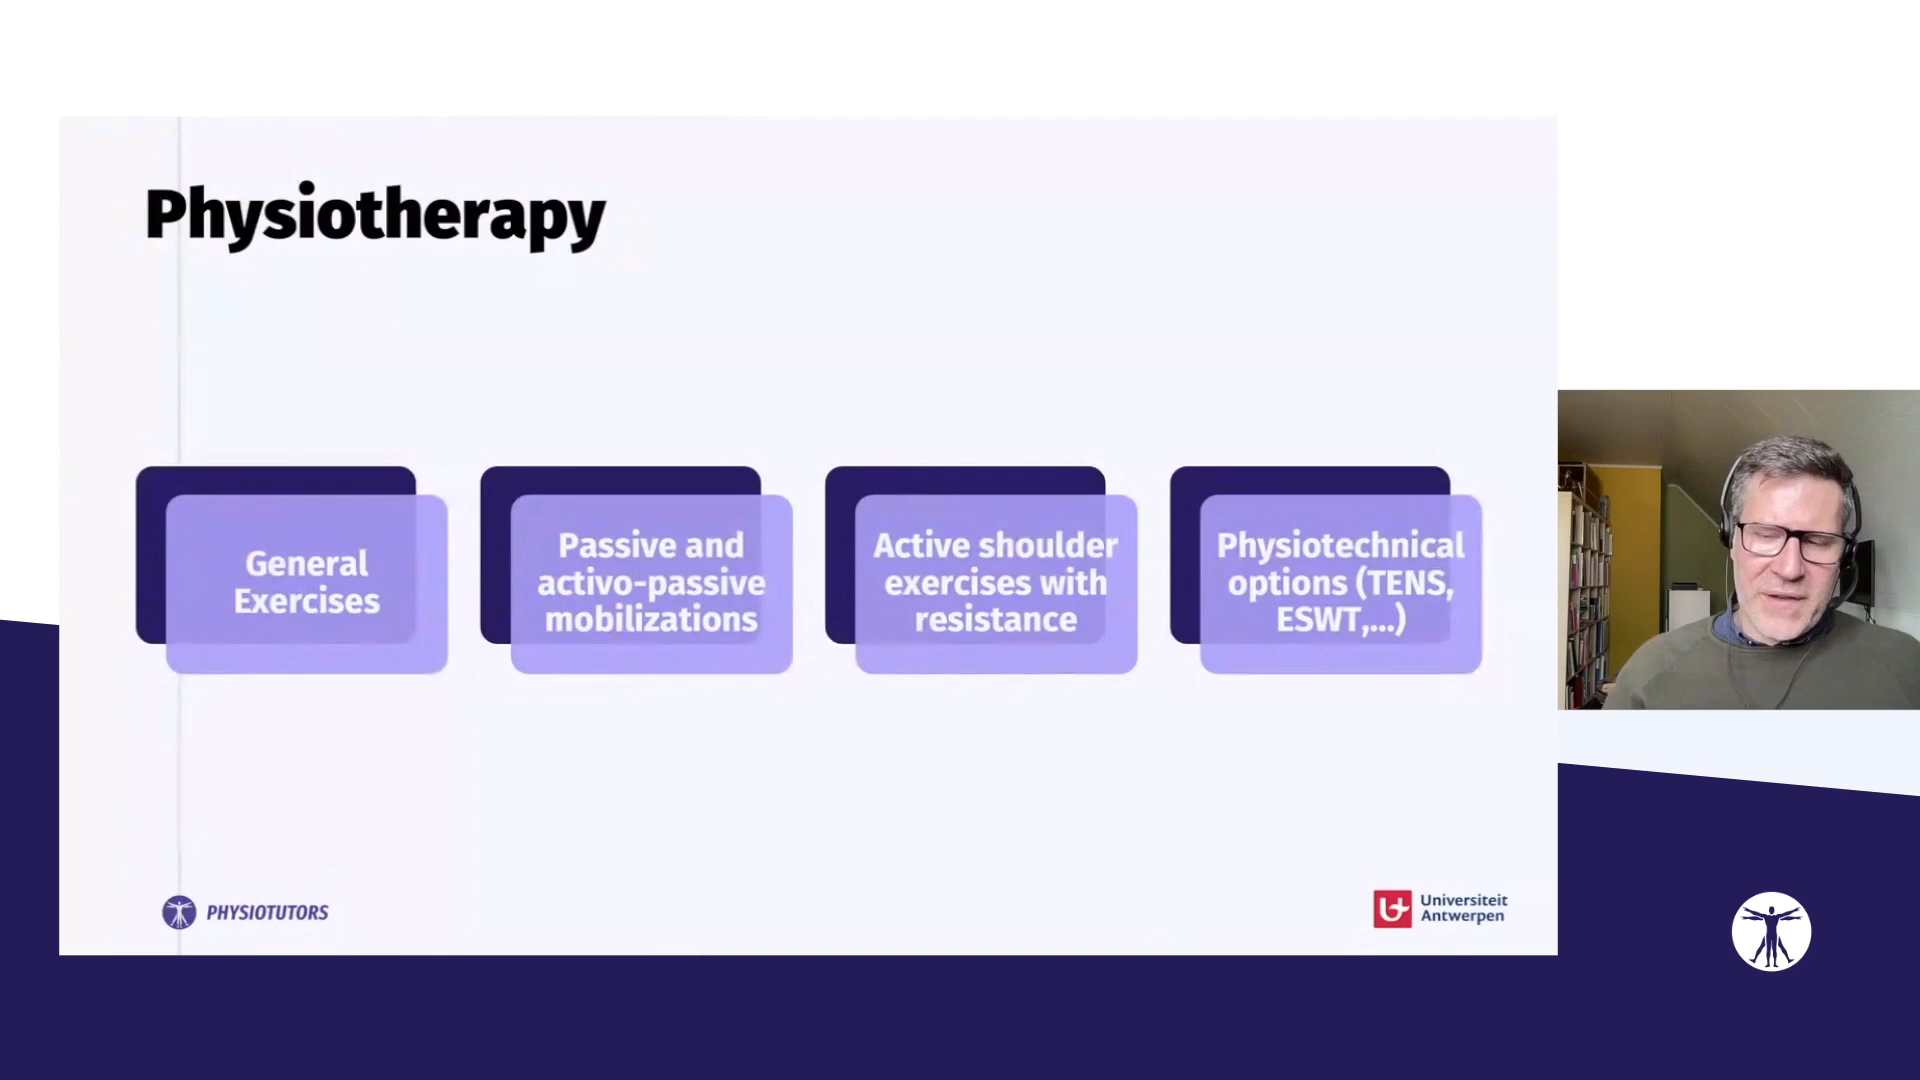 Physiotherapy
General
Exercises
Passive and
activo-passive
mobilizations
Active shoulder
exercises with
resistance
Physiotechnical
options (TENS,
ESWT,...)
PHYSIOTUTORS
Universiteit
Antwerpen